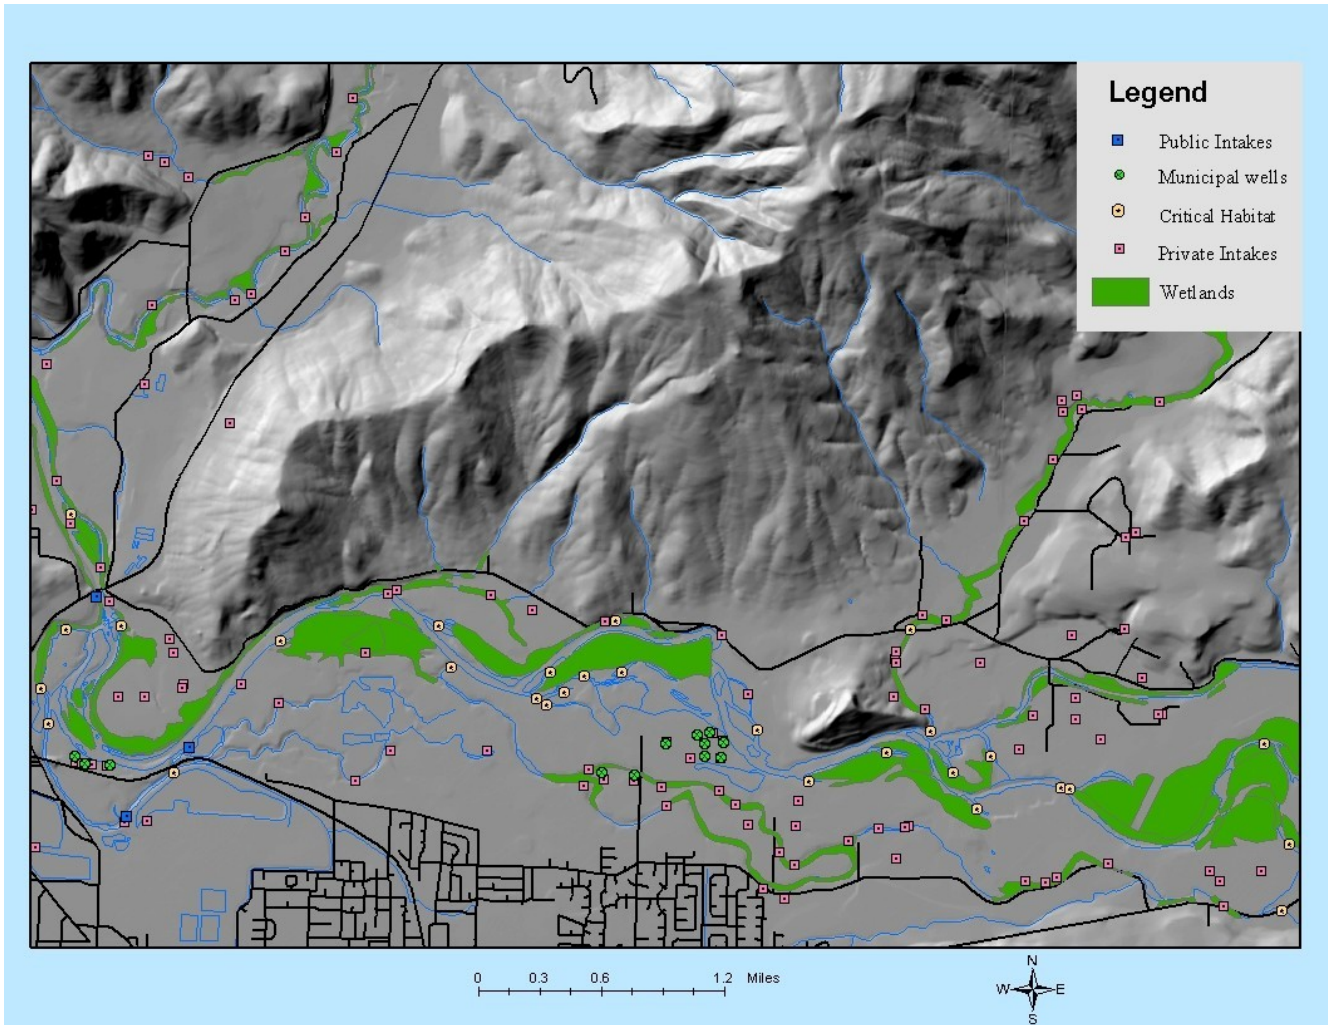 Legend
Public Intakes
Municipal wells
Critical Habitat
Private Intakes
Wetlands
0 0.3 0.6 1.2 Miles
N
W E
S